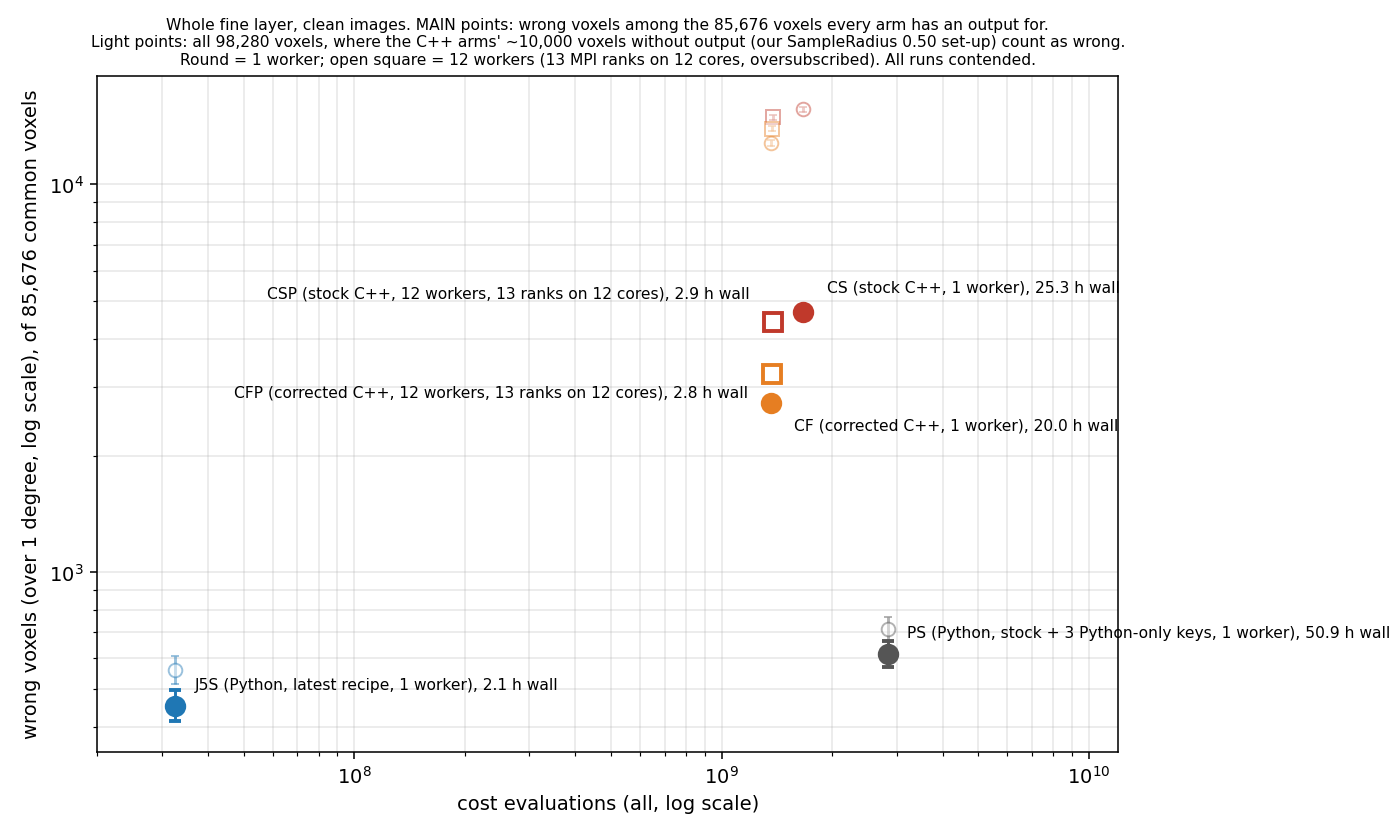 Whole fine layer, clean images. MAIN points: wrong voxels among the 85,676 voxels every arm has an output for.
Light points: all 98,280 voxels, where the C++ arms' ~10,000 voxels without output (our SampleRadius 0.50 set-up) count as wrong.
Round = 1 worker; open square = 12 workers (13 MPI ranks on 12 cores, oversubscribed). All runs contended.
wrong voxels (over 1 degree, log scale), of 85,676 common voxels
10⁴
10³
CSP (stock C++, 12 workers, 13 ranks on 12 cores), 2.9 h wall
CS (stock C++, 1 worker), 25.3 h wall
CFP (corrected C++, 12 workers, 13 ranks on 12 cores), 2.8 h wall
CF (corrected C++, 1 worker), 20.0 h wall
PS (Python, stock + 3 Python-only keys, 1 worker), 50.9 h wall
J5S (Python, latest recipe, 1 worker), 2.1 h wall
10⁸ 10⁹ 10¹⁰
cost evaluations (all, log scale)